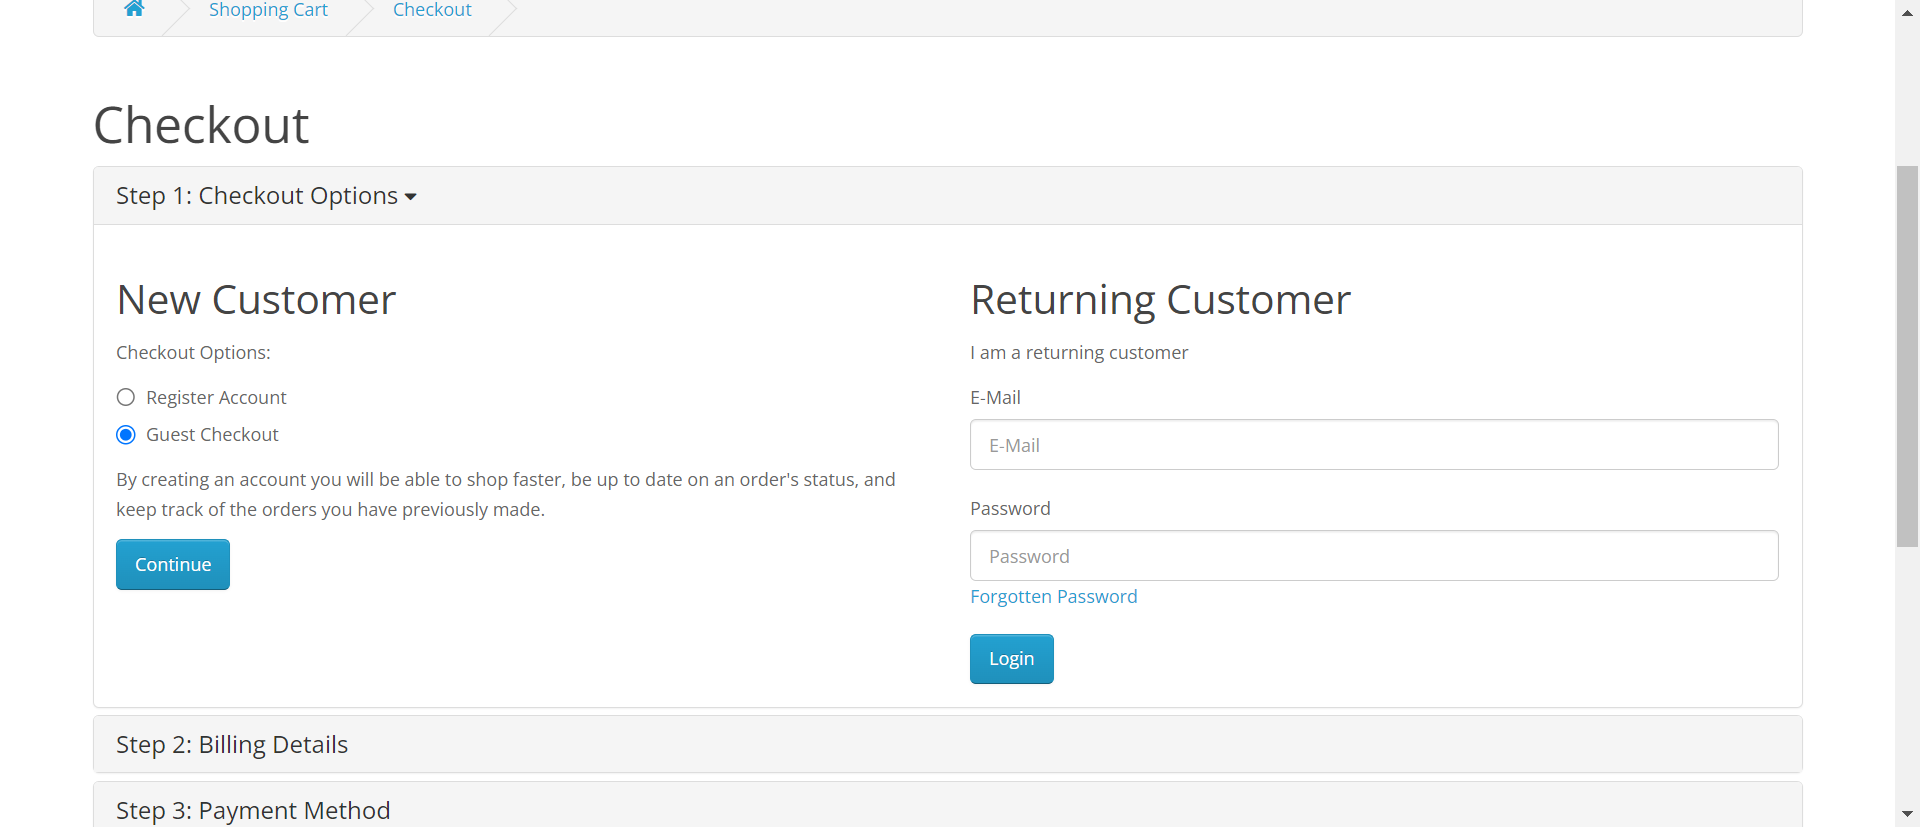 Shopping Cart
Checkout
Checkout
Step 1: Checkout Options
New Customer
Checkout Options:
Register Account
Guest Checkout
By creating an account you will be able to shop faster, be up to date on an order's status, and
keep track of the orders you have previously made.
Continue
Returning Customer
I am a returning customer
E-Mail
E-Mail
Password
Password
Forgotten Password
Login
Step 2: Billing Details
Step 3: Payment Method